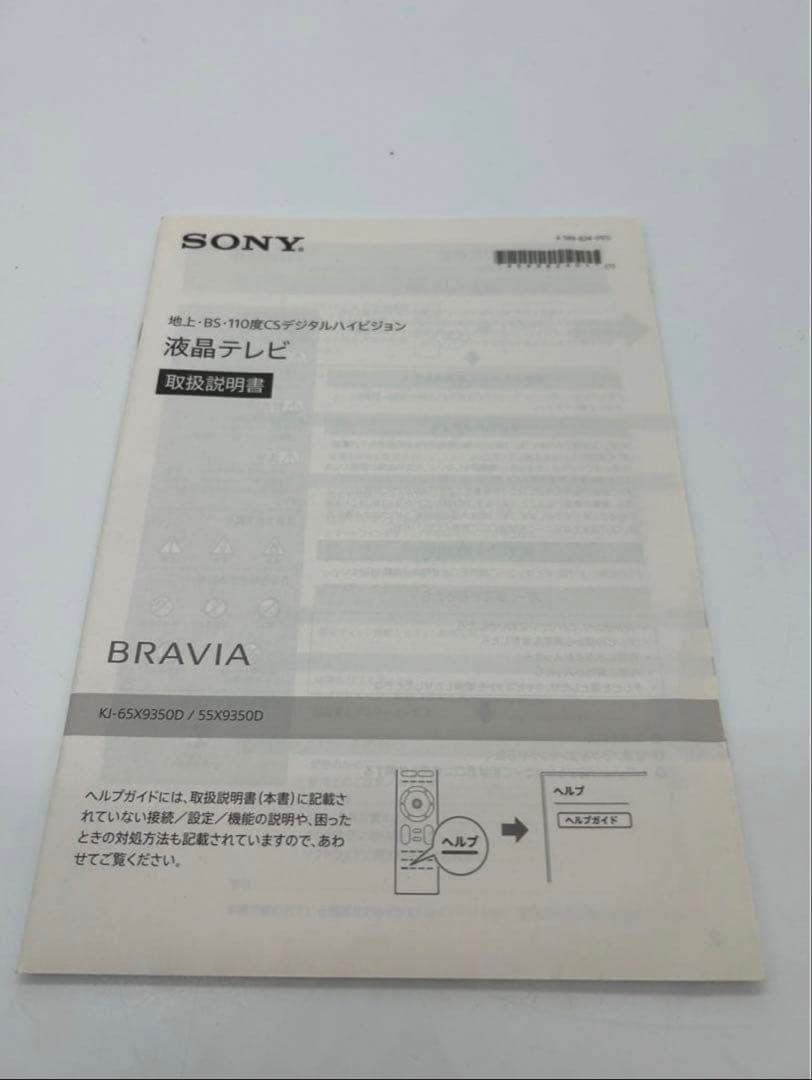 SONY
地上・BS・110度CSデジタルハイビジョン
液晶テレビ
取扱説明書
BRAVIA
KJ-65X9350D / 55X9350D
ヘルプガイドには、取扱説明書(本書)に記載さ
れていない接続/設定/機能の説明や、困った
ときの対処方法も記載されていますので、あわ
せてご覧ください。
ヘルプ
ヘルプ
ヘルプガイド